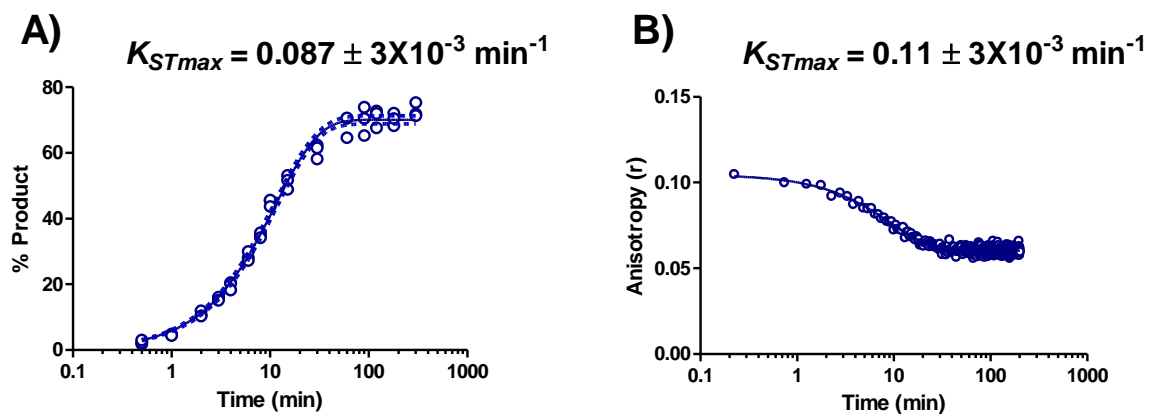 A)
K_STmax = 0.087 ± 3X10^-3 min^-1
80
60
40
20
0
% Product
0.1 1 10 100 1000
Time (min)
B)
K_STmax = 0.11 ± 3X10^-3 min^-1
0.15
0.10
0.05
0.00
Anisotropy (r)
0.1 1 10 100 1000
Time (min)